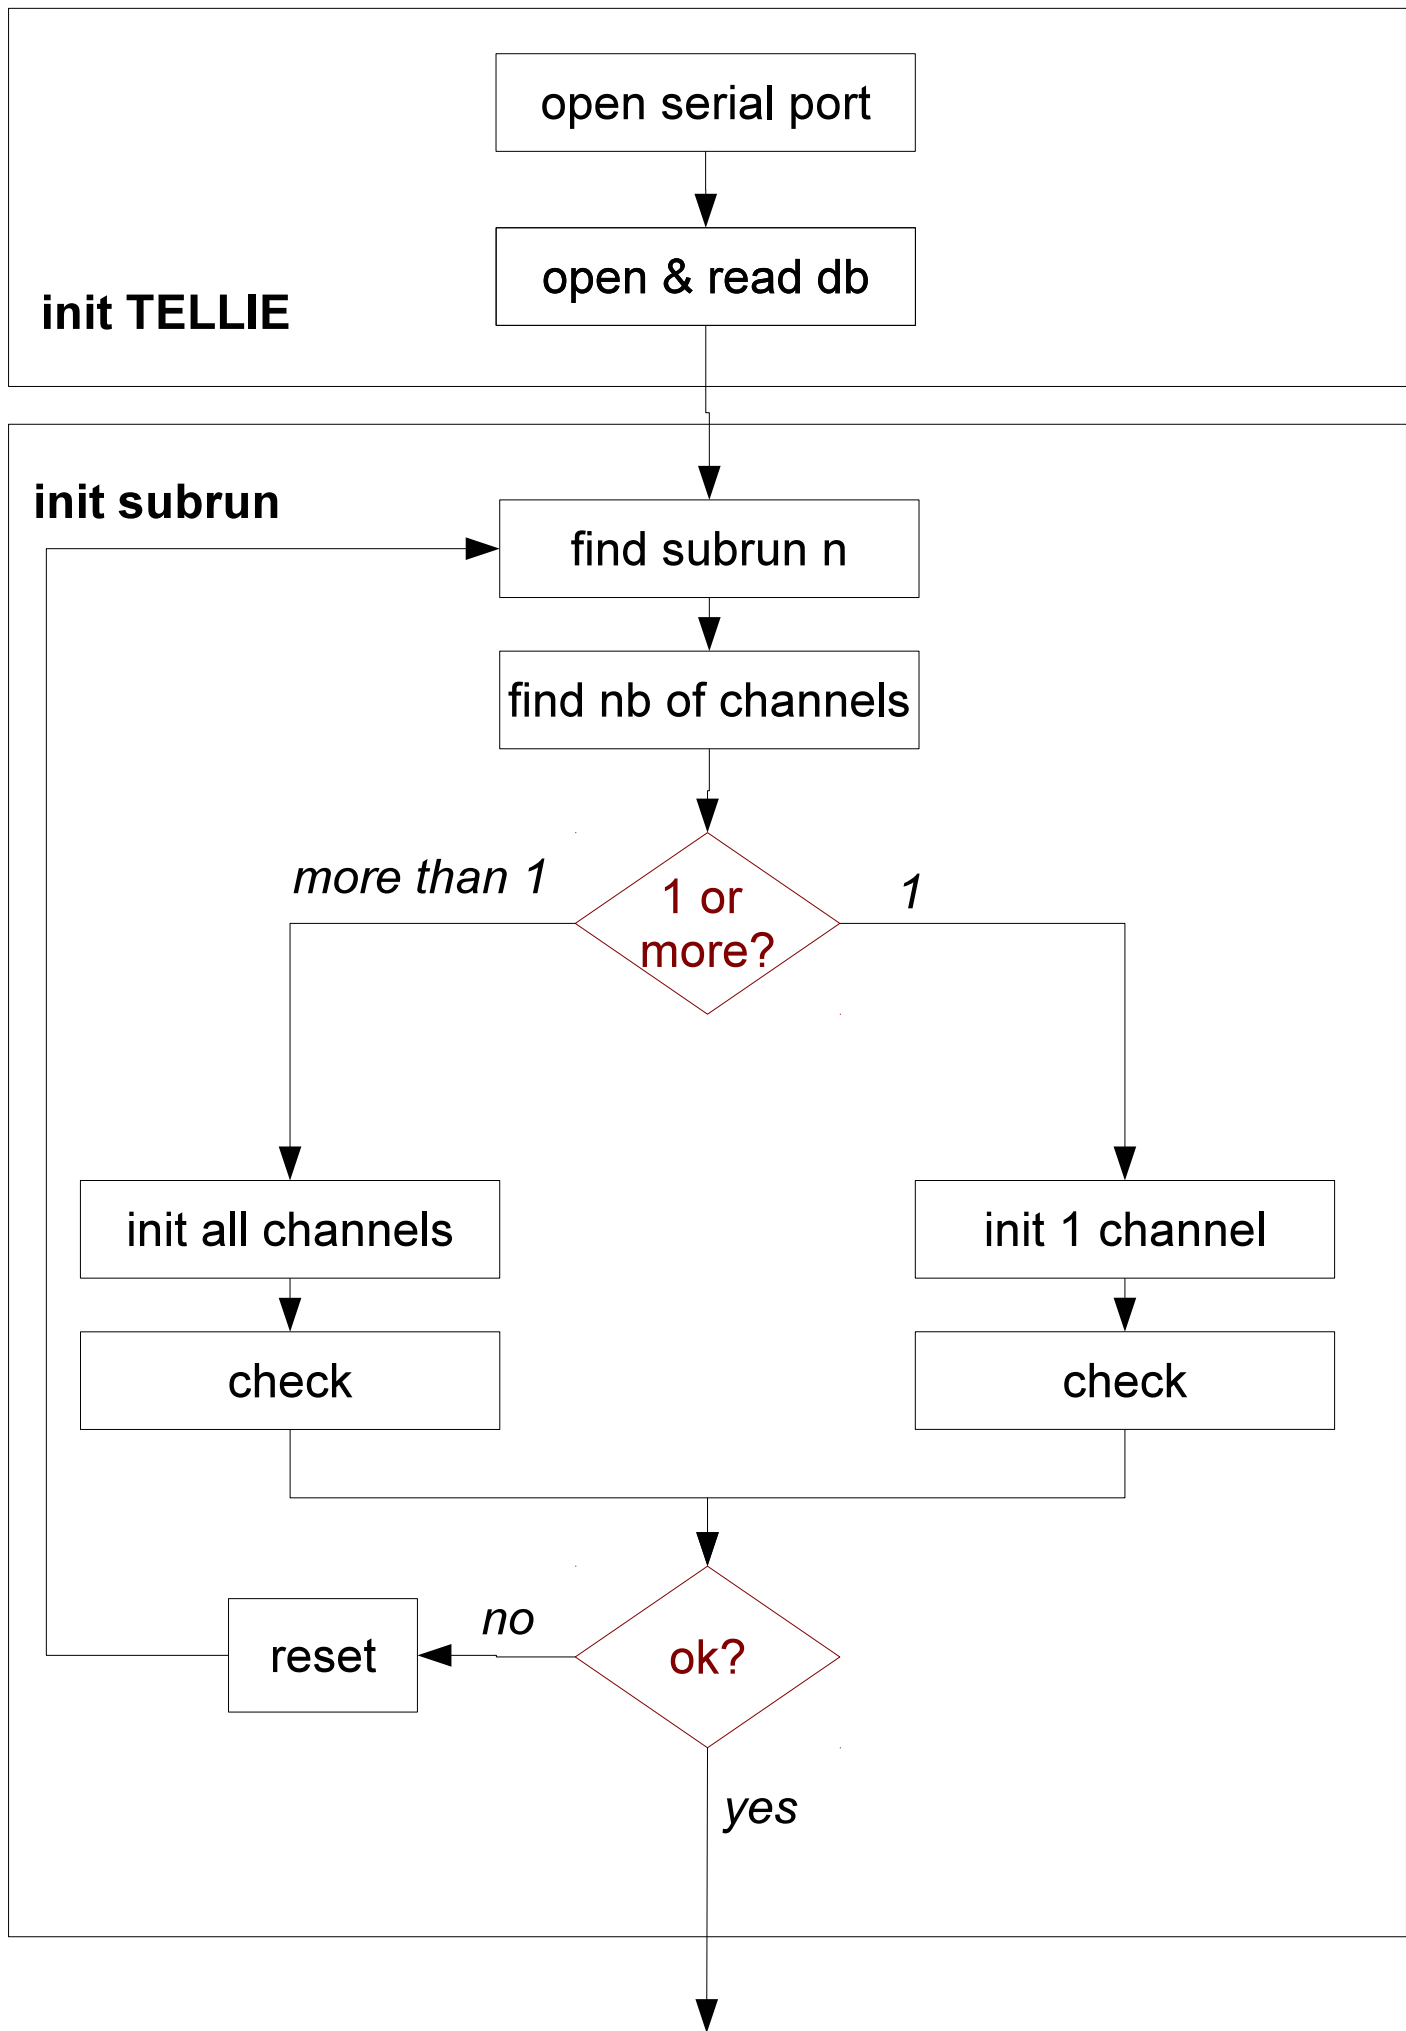 open serial port
open & read db
init TELLIE
init subrun
find subrun n
find nb of channels
more than 1
1 or
more?
1
init all channels
init 1 channel
check
check
no
reset
ok?
yes